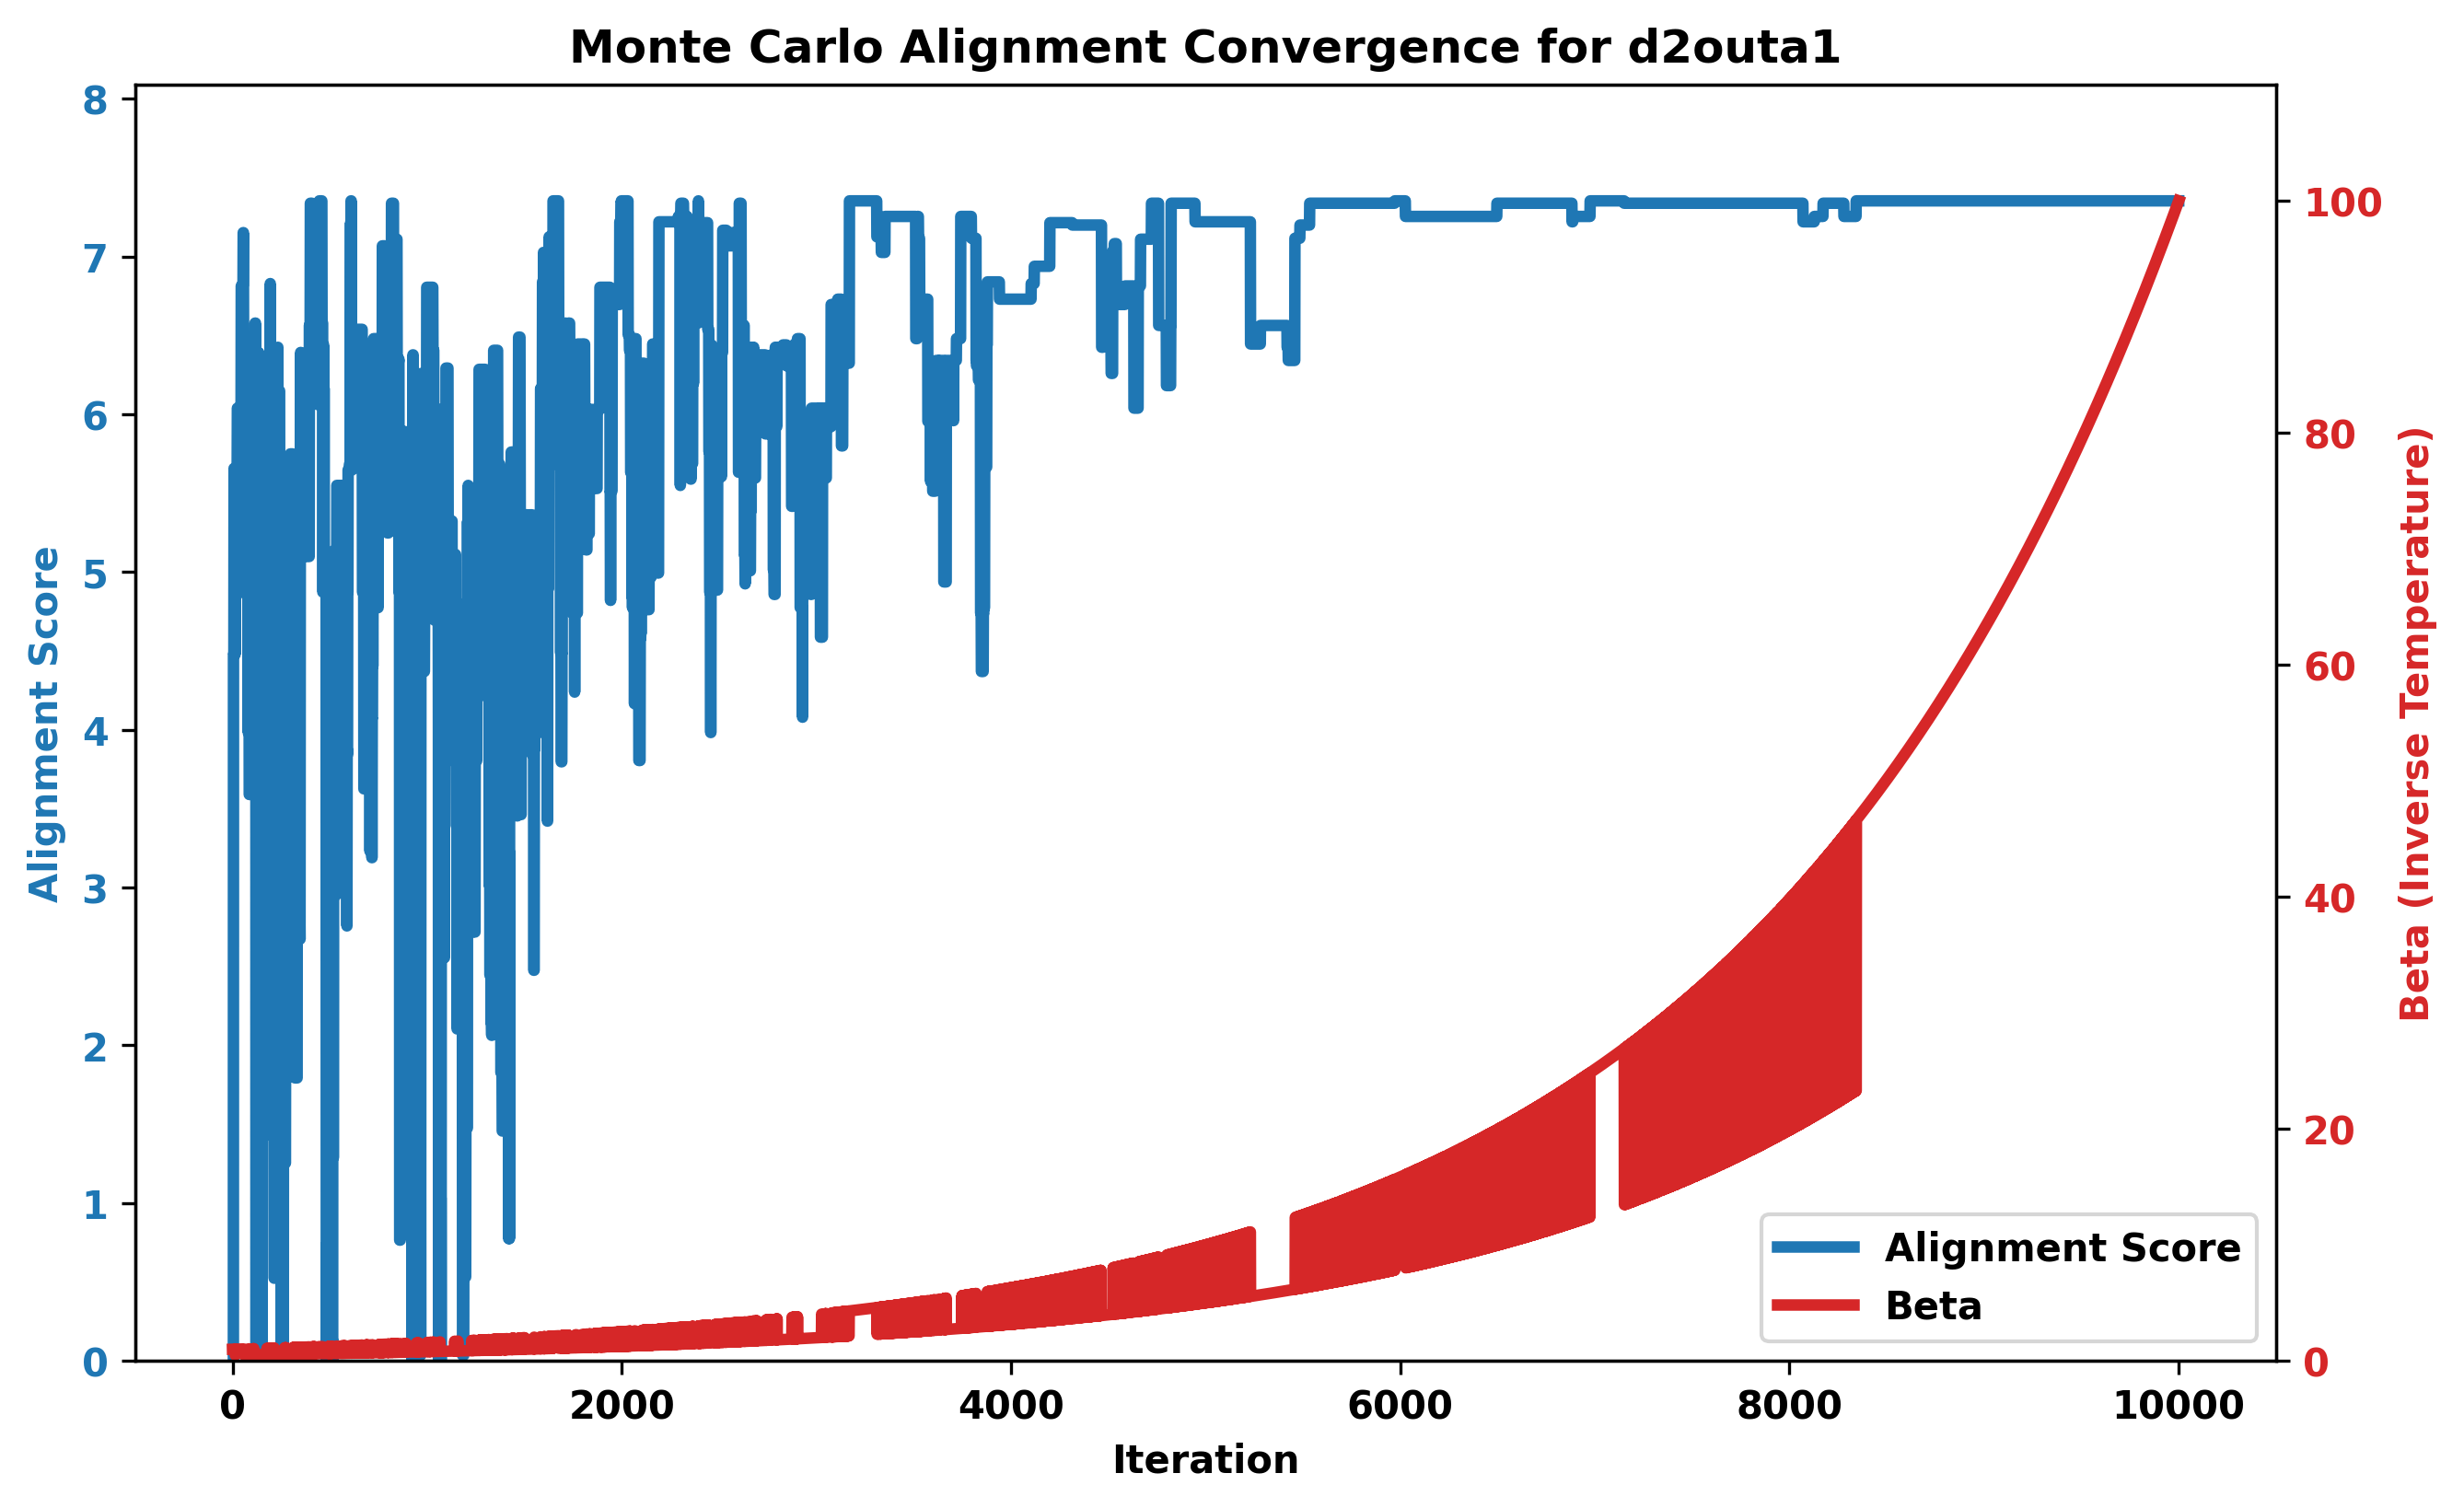 Monte Carlo Alignment Convergence for d2outa1
8
7
6
5
4
3
2
1
0
Alignment Score
100
80
60
40
20
0
Beta (Inverse Temperature)
Alignment Score
Beta
0 2000 4000 6000 8000 10000
Iteration